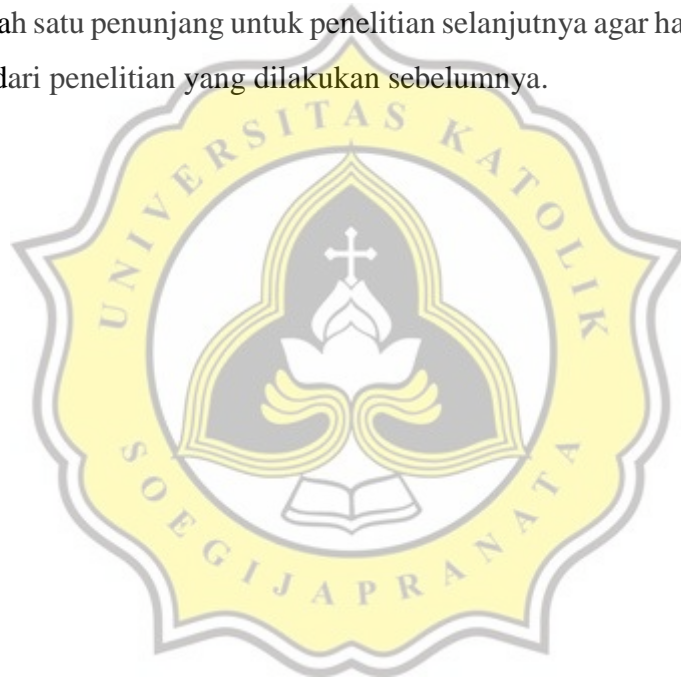 ah satu penunjang untuk penelitian selanjutnya agar ha
dari penelitian yang dilakukan sebelumnya.
UNIVERSITAS KATOLIK
SOEGIJAPRANATA